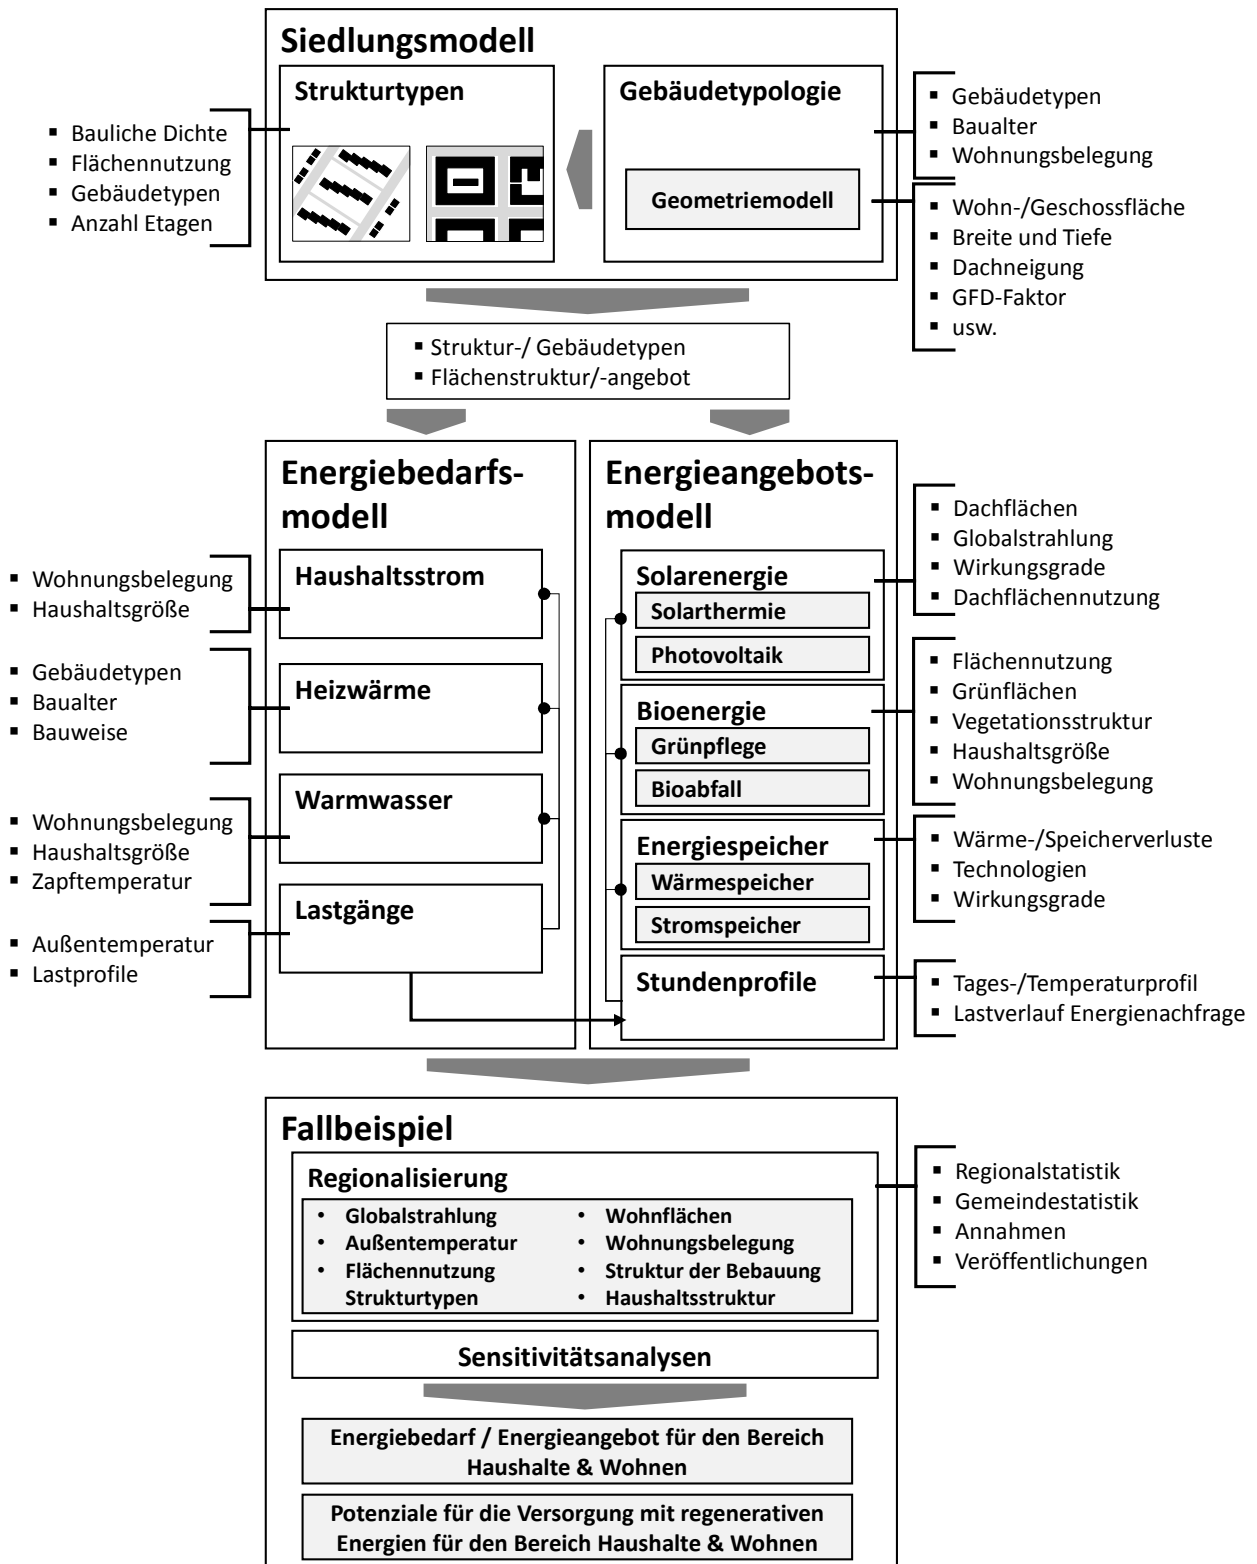 Siedlungsmodell
Strukturtypen
▪ Bauliche Dichte
▪ Flächennutzung
▪ Gebäudetypen
▪ Anzahl Etagen
Gebäudetypologie
Geometriemodell
▪ Gebäudetypen
▪ Baualter
▪ Wohnungsbelegung
▪ Wohn-/Geschossfläche
▪ Breite und Tiefe
▪ Dachneigung
▪ GFD-Faktor
▪ usw.
▪ Struktur-/ Gebäudetypen
▪ Flächenstruktur/-angebot
Energiebedarfs-
modell
Haushaltsstrom
▪ Wohnungsbelegung
▪ Haushaltsgröße
Heizwärme
▪ Gebäudetypen
▪ Baualter
▪ Bauweise
Warmwasser
▪ Wohnungsbelegung
▪ Haushaltsgröße
▪ Zapftemperatur
Lastgänge
▪ Außentemperatur
▪ Lastprofile
Energieangebots-
modell
Solarenergie
Solarthermie
Photovoltaik
▪ Dachflächen
▪ Globalstrahlung
▪ Wirkungsgrade
▪ Dachflächennutzung
Bioenergie
Grünpflege
Bioabfall
▪ Flächennutzung
▪ Grünflächen
▪ Vegetationsstruktur
▪ Haushaltsgröße
▪ Wohnungsbelegung
Energiespeicher
Wärmespeicher
Stromspeicher
▪ Wärme-/Speicherverluste
▪ Technologien
▪ Wirkungsgrade
Stundenprofile
▪ Tages-/Temperaturprofil
▪ Lastverlauf Energienachfrage
Fallbeispiel
Regionalisierung
• Globalstrahlung
• Außentemperatur
• Flächennutzung
Strukturtypen
• Wohnflächen
• Wohnungsbelegung
• Struktur der Bebauung
• Haushaltsstruktur
▪ Regionalstatistik
▪ Gemeindestatistik
▪ Annahmen
▪ Veröffentlichungen
Sensitivitätsanalysen
Energiebedarf / Energieangebot für den Bereich
Haushalte & Wohnen
Potenziale für die Versorgung mit regenerativen
Energien für den Bereich Haushalte & Wohnen